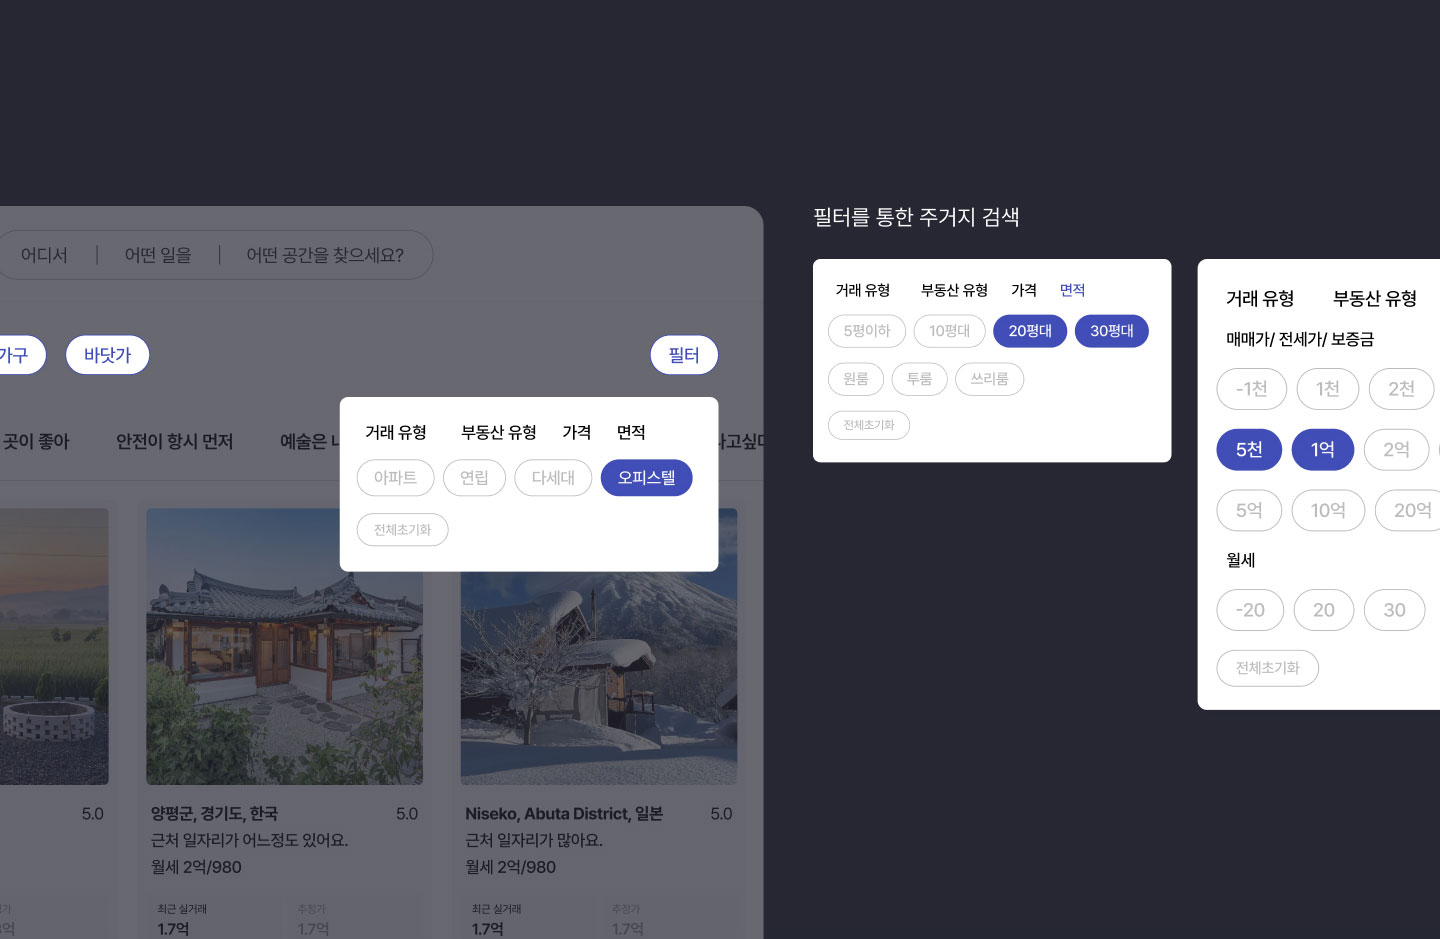 어디서
어떤 일을
어떤 공간을 찾으세요?
가구
바닷가
필터
곳이 좋아
안전이 항시 먼저
예술은
거래 유형
부동산 유형
가격
면적
아파트
연립
다세대
오피스텔
전체초기화
5.0
양평군, 경기도, 한국
5.0
근처 일자리가 어느정도 있어요.
월세 2억/980
최근 실거래
추정가
1.7억
1.7억
Niseko, Abuta District, 일본
5.0
근처 일자리가 많아요.
월세 2억/980
최근 실거래
추정가
1.7억
1.7억
필터를 통한 주거지 검색
거래 유형
부동산 유형
가격
면적
5평이하
10평대
20평대
30평대
원룸
투룸
쓰리룸
전체초기화
거래 유형
부동산 유형
매매가/ 전세가/ 보증금
-1천
1천
2천
5천
1억
2억
5억
10억
20억
월세
-20
20
30
전체초기화